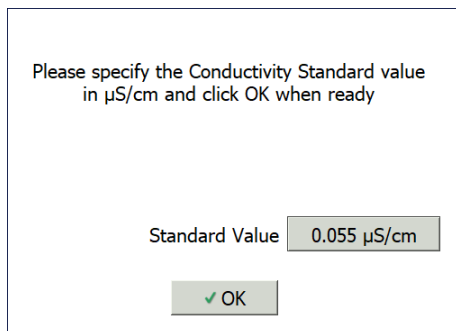 Please specify the Conductivity Standard value
in µS/cm and click OK when ready
Standard Value 0.055 µS/cm
OK